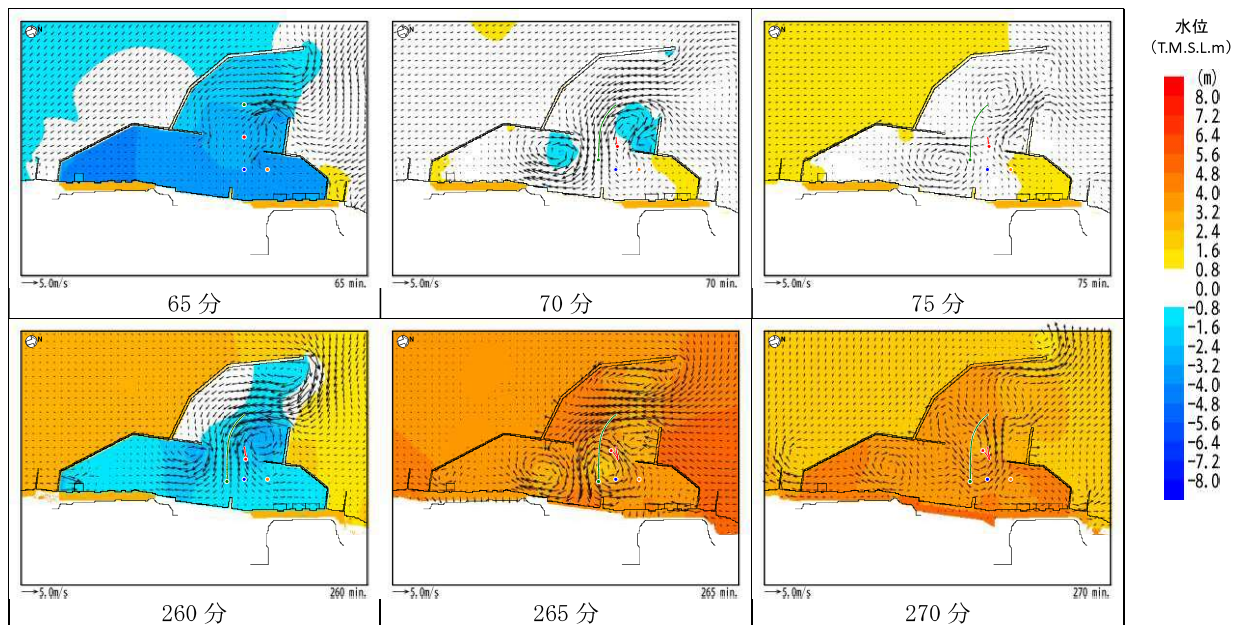 N
5.0m/s
65 min.
65 分
N
5.0m/s
70 min.
70 分
N
5.0m/s
75 min.
75 分
N
5.0m/s
260 min.
260 分
N
5.0m/s
265 min.
265 分
N
5.0m/s
270 min.
270 分
水位
(T.M.S.L.m)
(m)
8.0
7.2
6.4
5.6
4.8
4.0
3.2
2.4
1.6
0.8
0.0
-0.8
-1.6
-2.4
-3.2
-4.0
-4.8
-5.6
-6.4
-7.2
-8.0